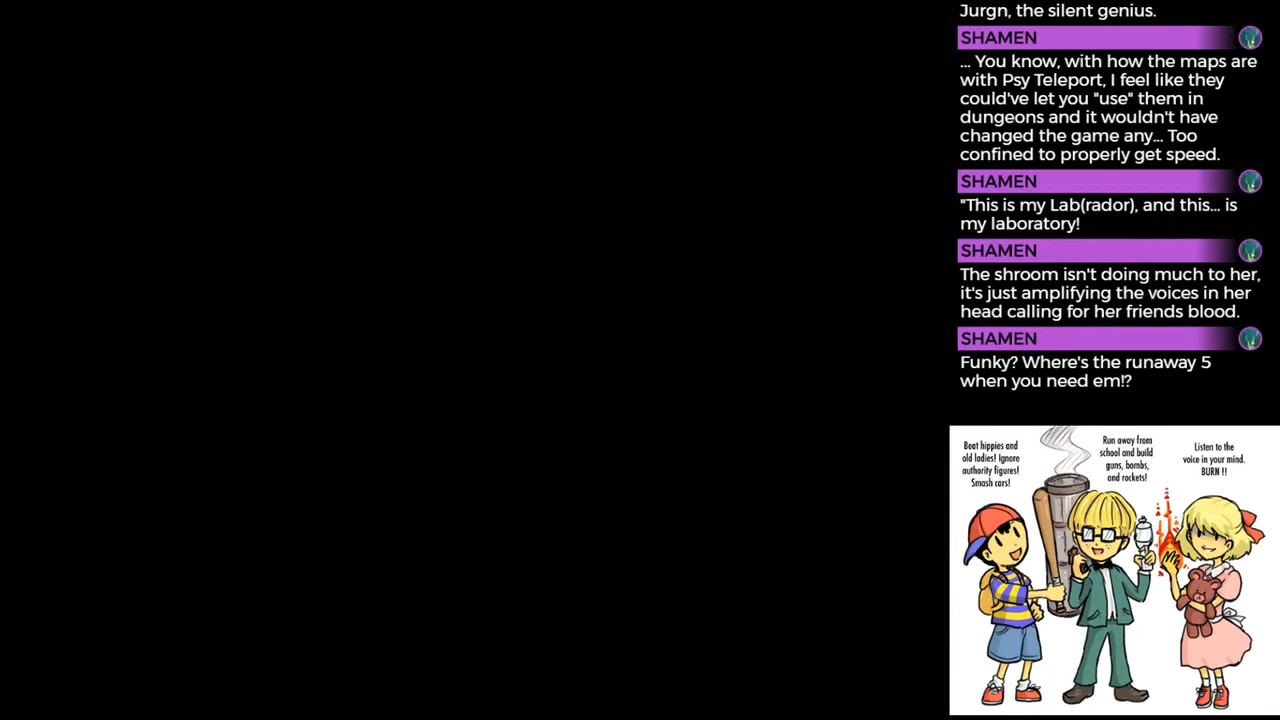 Jurgn, the silent genius.
SHAMEN
... You know, with how the maps are
with Psy Teleport, I feel like they
could've let you "use" them in
dungeons and it wouldn't have
changed the game any... Too
confined to properly get speed.
SHAMEN
"This is my Lab(rador), and this... is
my laboratory!
SHAMEN
The shroom isn't doing much to her,
it's just amplifying the voices in her
head calling for her friends blood.
SHAMEN
Funky? Where's the runaway 5
when you need em!?
Beat hippies and
old ladies! Ignore
authority figures!
Smash cars!
Run away from
school and build
guns, bombs,
and rockets!
Listen to the
voice in your mind.
BURN !!